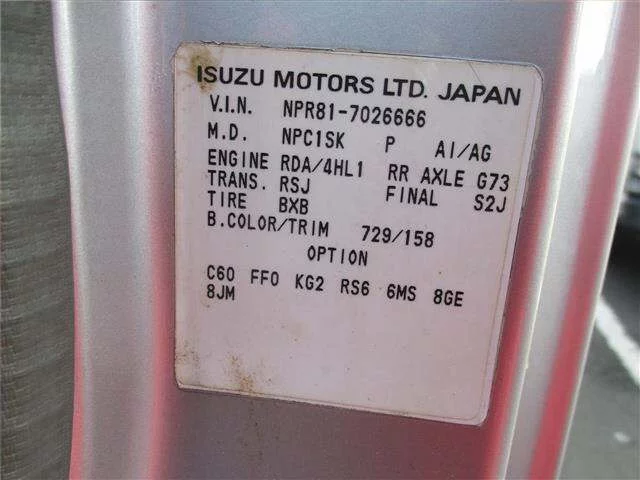 ISUZU MOTORS LTD. JAPAN
V.I.N. NPR81-7026666
M.D. NPC1SK P AI/AG
ENGINE RDA/4HL1 RR AXLE G73
TRANS. RSJ FINAL S2J
TIRE BXB
B.COLOR/TRIM 729/158
OPTION
C60 FF0 KG2 RS6 6MS 8GE
8JM